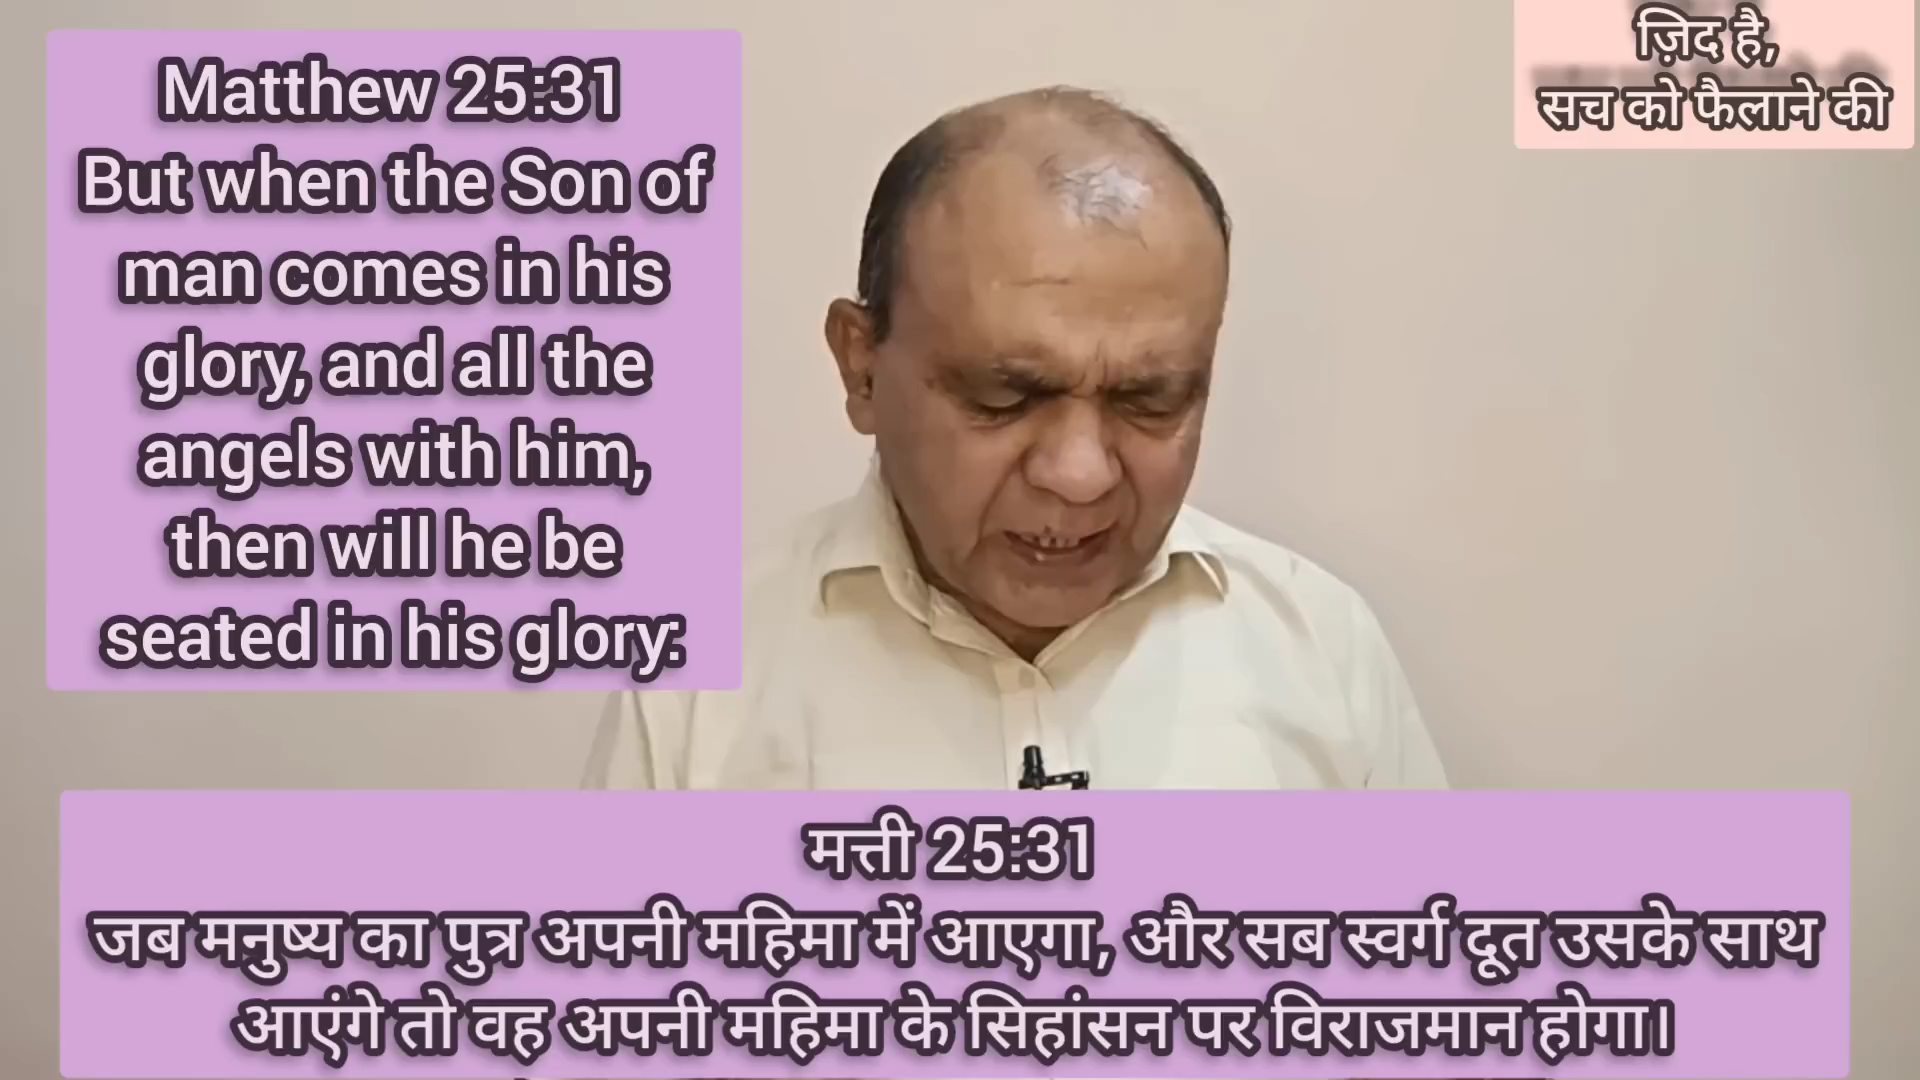 Matthew 25:31
But when the Son of
man comes in his
glory, and all the
angels with him,
then will he be
seated in his glory:
ज़िद है,
सच को फैलाने की
मत्ती 25:31
जब मनुष्य का पुत्र अपनी महिमा में आएगा, और सब स्वर्ग दूत उसके साथ
आएंगे तो वह अपनी महिमा के सिहांसन पर विराजमान होगा।